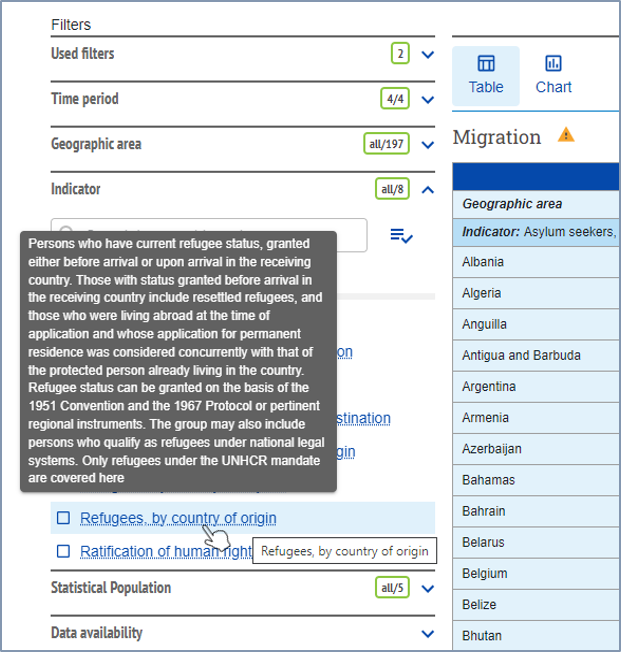 Filters
Used filters 2
Time period 4/4
Geographic area all/197
Indicator all/8
Persons who have current refugee status, granted
either before arrival or upon arrival in the receiving
country. Those with status granted before arrival in
the receiving country include resettled refugees, and
those who were living abroad at the time of
application and whose application for permanent
residence was considered concurrently with that of
the protected person already living in the country.
Refugee status can be granted on the basis of the
1951 Convention and the 1967 Protocol or pertinent
regional instruments. The group may also include
persons who qualify as refugees under national legal
systems. Only refugees under the UNHCR mandate
are covered here
on
stination
gin
Refugees, by country of origin
Ratification of human right
Refugees, by country of origin
Statistical Population all/5
Data availability
Table
Chart
Migration
Geographic area
Indicator: Asylum seekers,
Albania
Algeria
Anguilla
Antigua and Barbuda
Argentina
Armenia
Azerbaijan
Bahamas
Bahrain
Belarus
Belgium
Belize
Bhutan